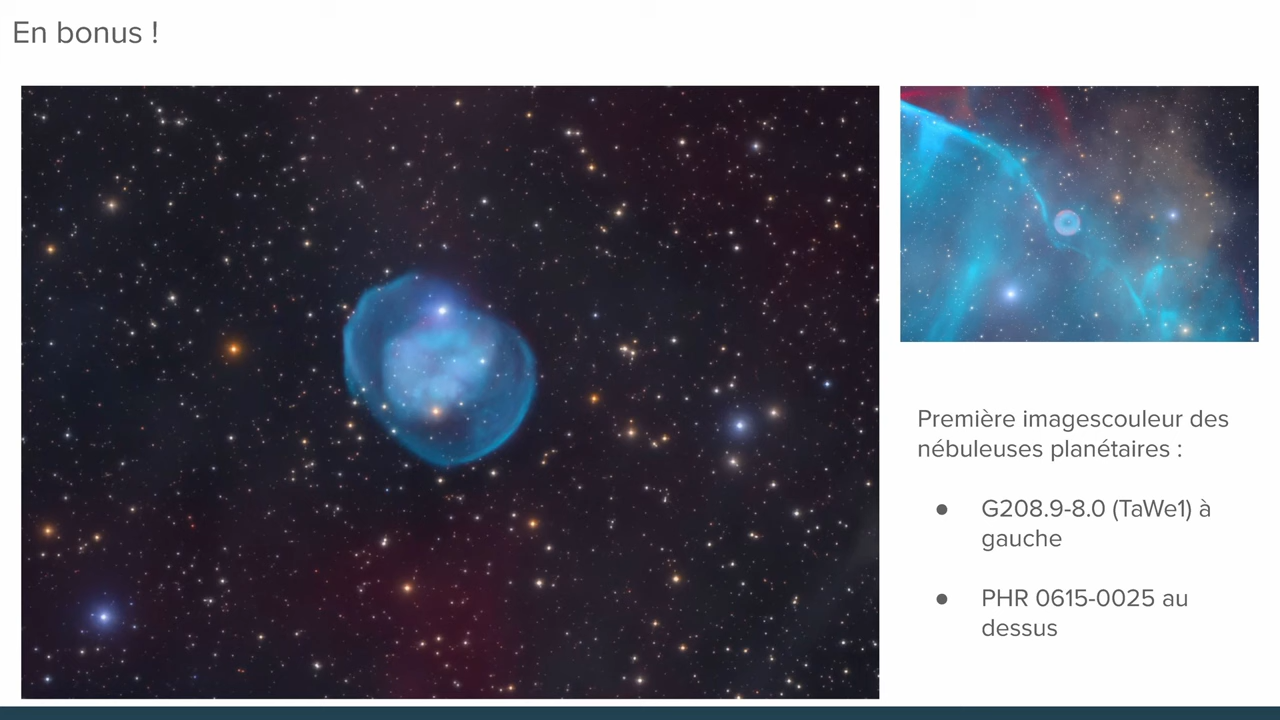 En bonus !
Première imagescouleur des
nébuleuses planétaires :
● G208.9-8.0 (TaWe1) à
gauche
● PHR 0615-0025 au
dessus